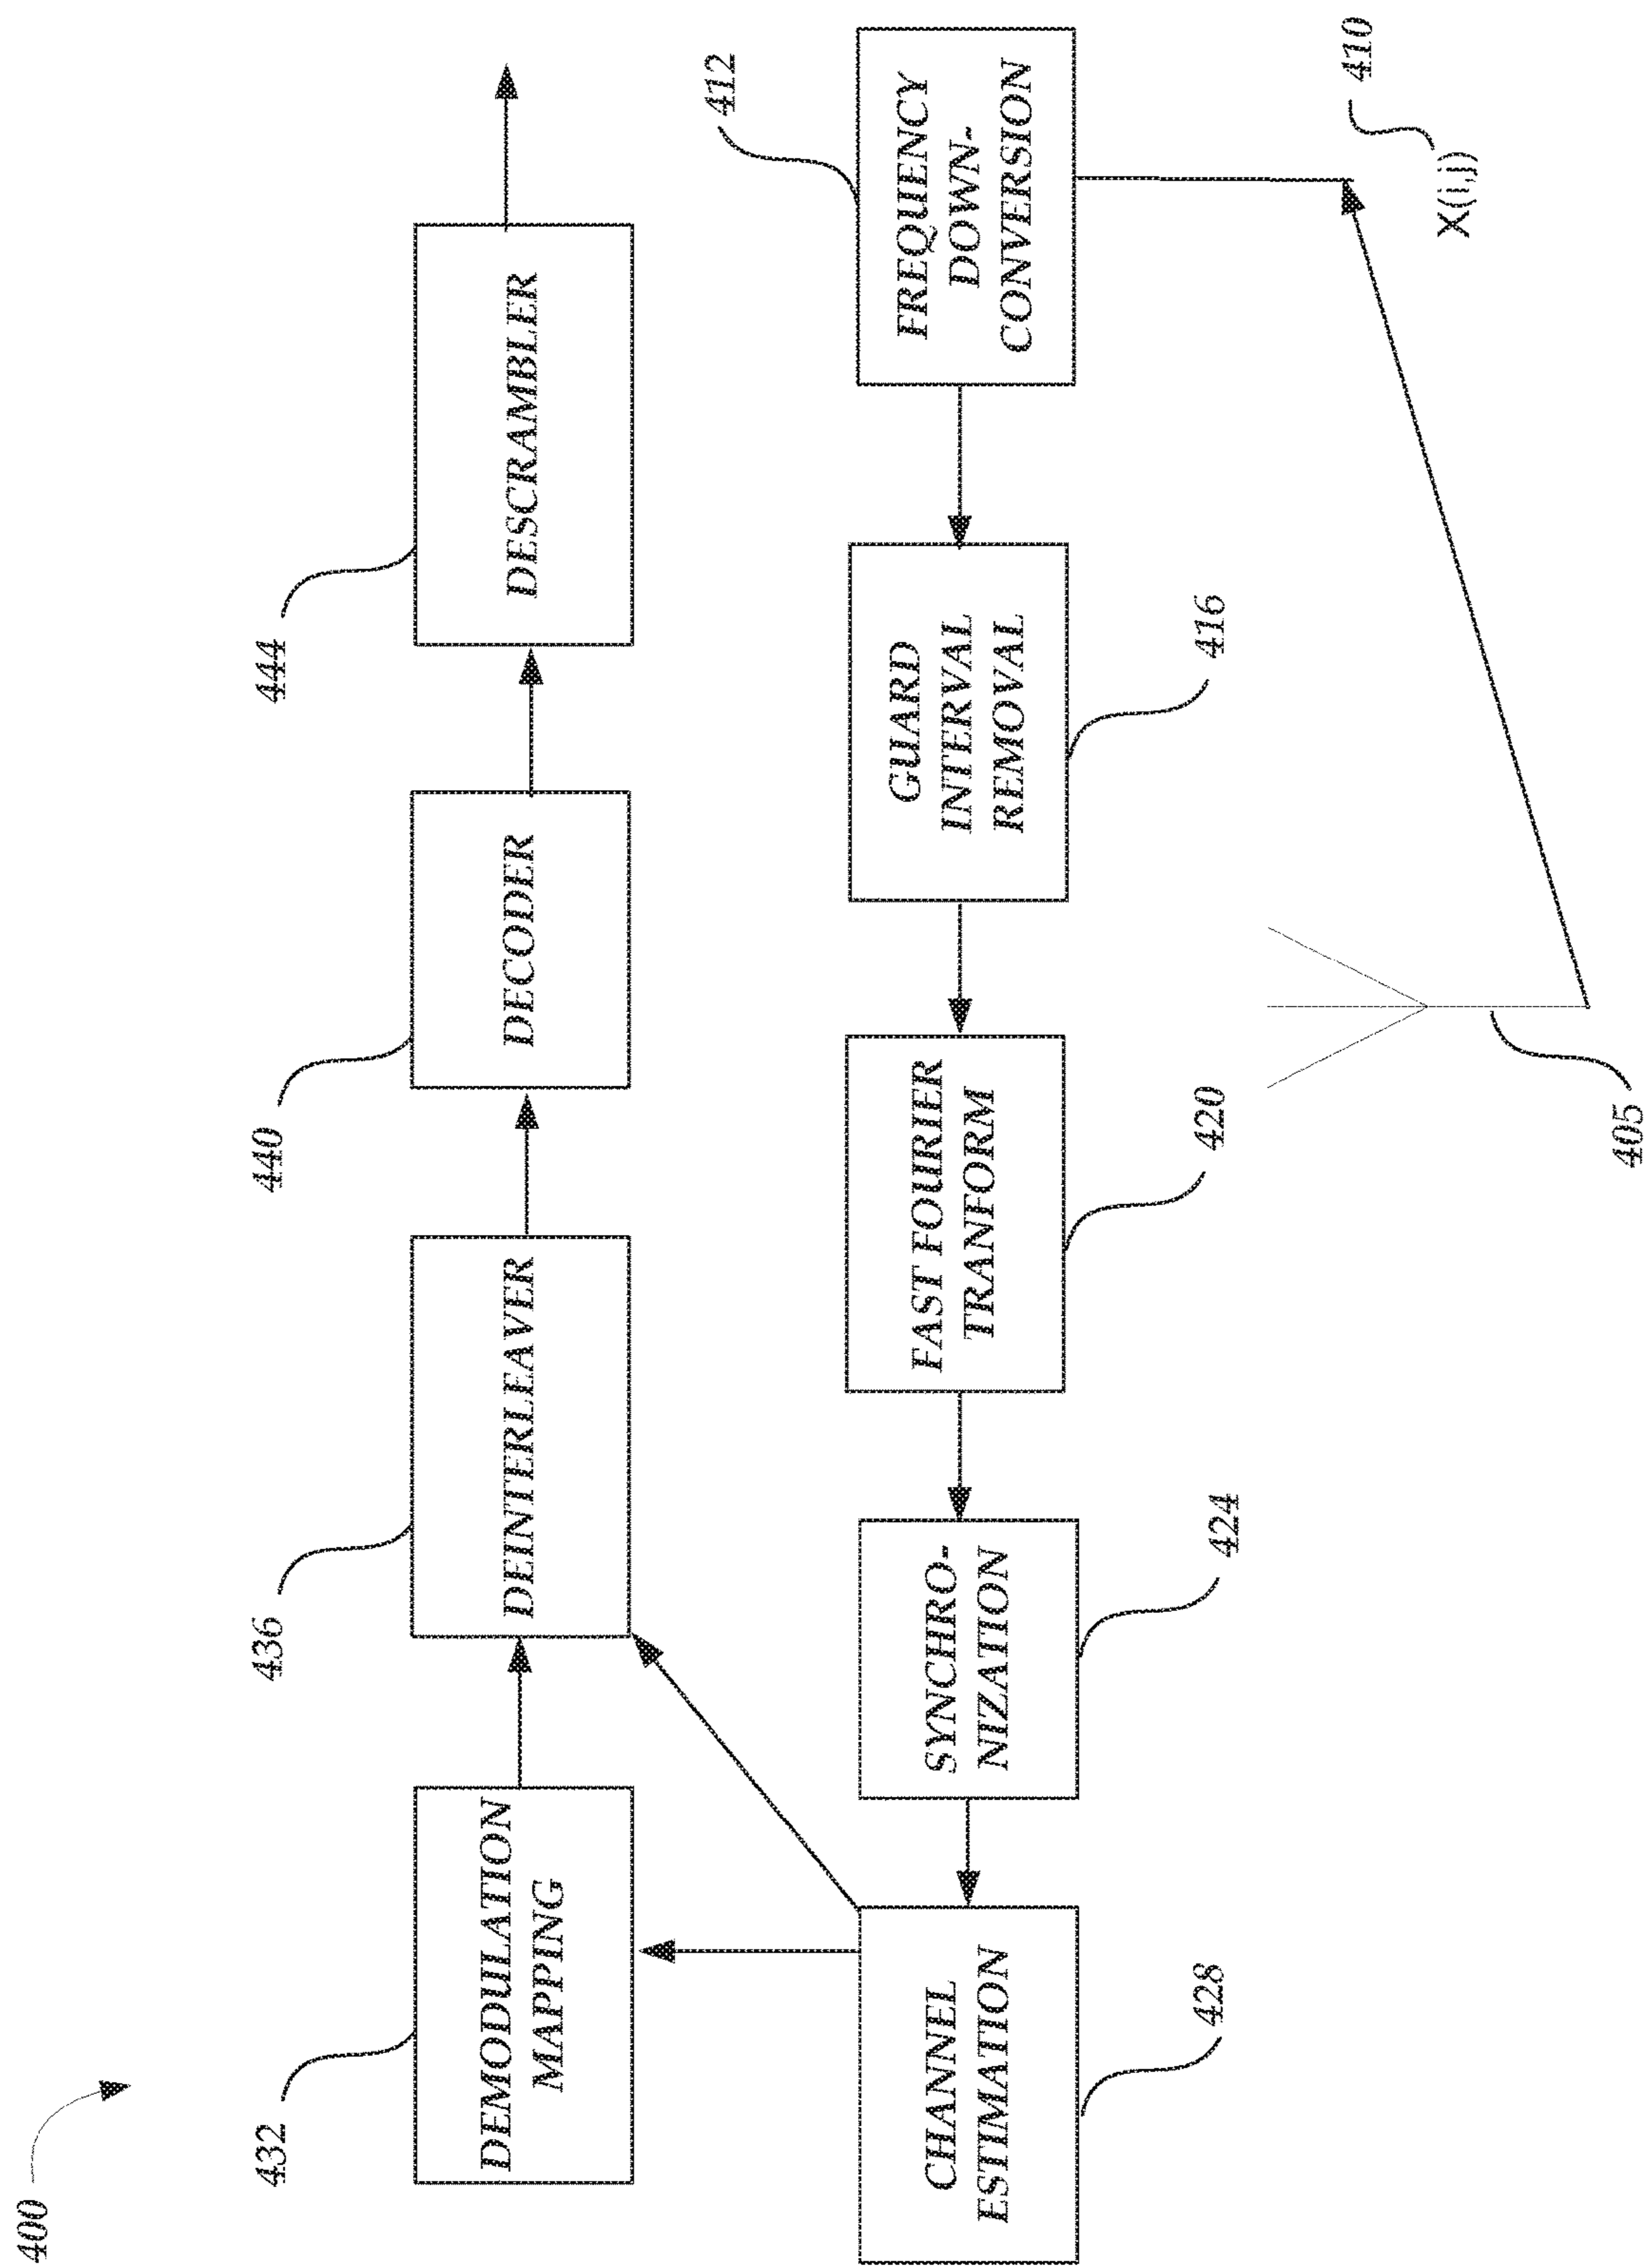 400
432
DEMODULATION
MAPPING
436
DEINTERLEAVER
440
DECODER
444
DESCRAMBLER
CHANNEL
ESTIMATION
428
SYNCHRO-
NIZATION
424
FAST FOURIER
TRANFORM
420
GUARD
INTERVAL
REMOVAL
416
412
FREQUENCY
DOWN-
CONVERSION
405
X(i,j)
410